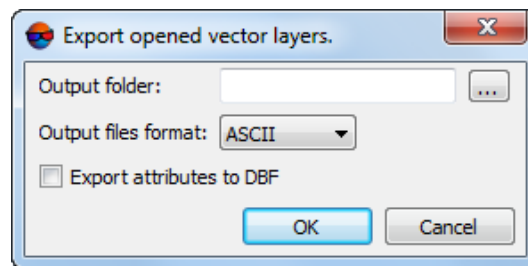 Export opened vector layers.
Output folder:
...
Output files format: ASCII
Export attributes to DBF
OK Cancel